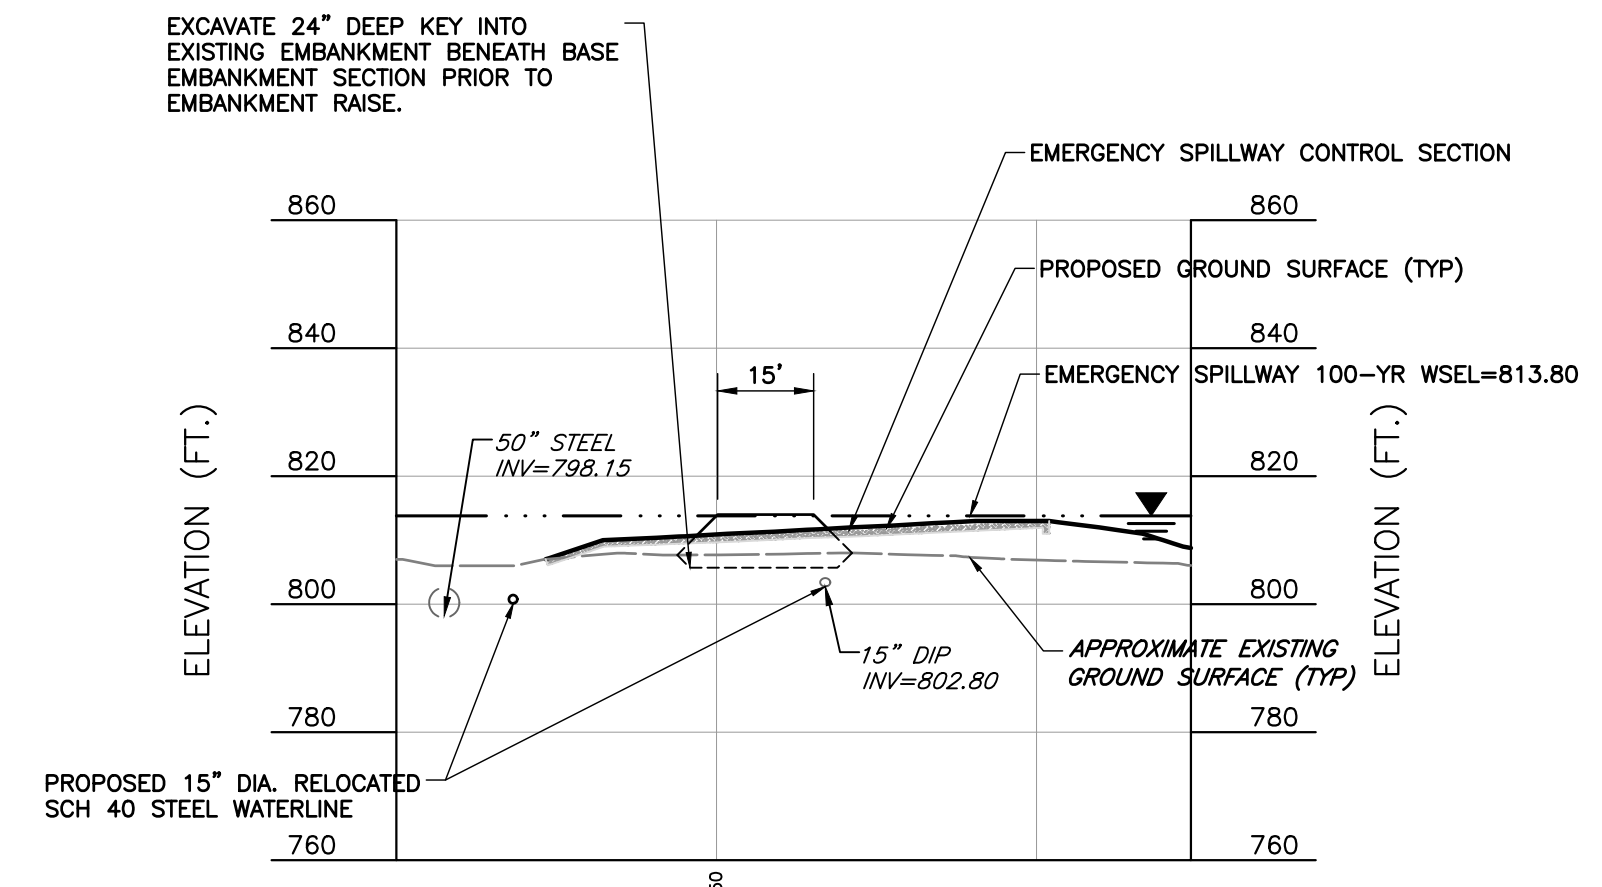 EXCAVATE 24" DEEP KEY INTO
EXISTING EMBANKMENT BENEATH BASE
EMBANKMENT SECTION PRIOR TO
EMBANKMENT RAISE.
EMERGENCY SPILLWAY CONTROL SECTION
860
860
PROPOSED GROUND SURFACE (TYP)
840
840
15'
EMERGENCY SPILLWAY 100-YR WSEL=813.80
ELEVATION (FT.)
ELEVATION (FT.)
50" STEEL
INV=798.15
820
820
800
800
15" DIP
INV=802.80
APPROXIMATE EXISTING
GROUND SURFACE (TYP)
780
780
PROPOSED 15" DIA. RELOCATED
SCH 40 STEEL WATERLINE
760
760